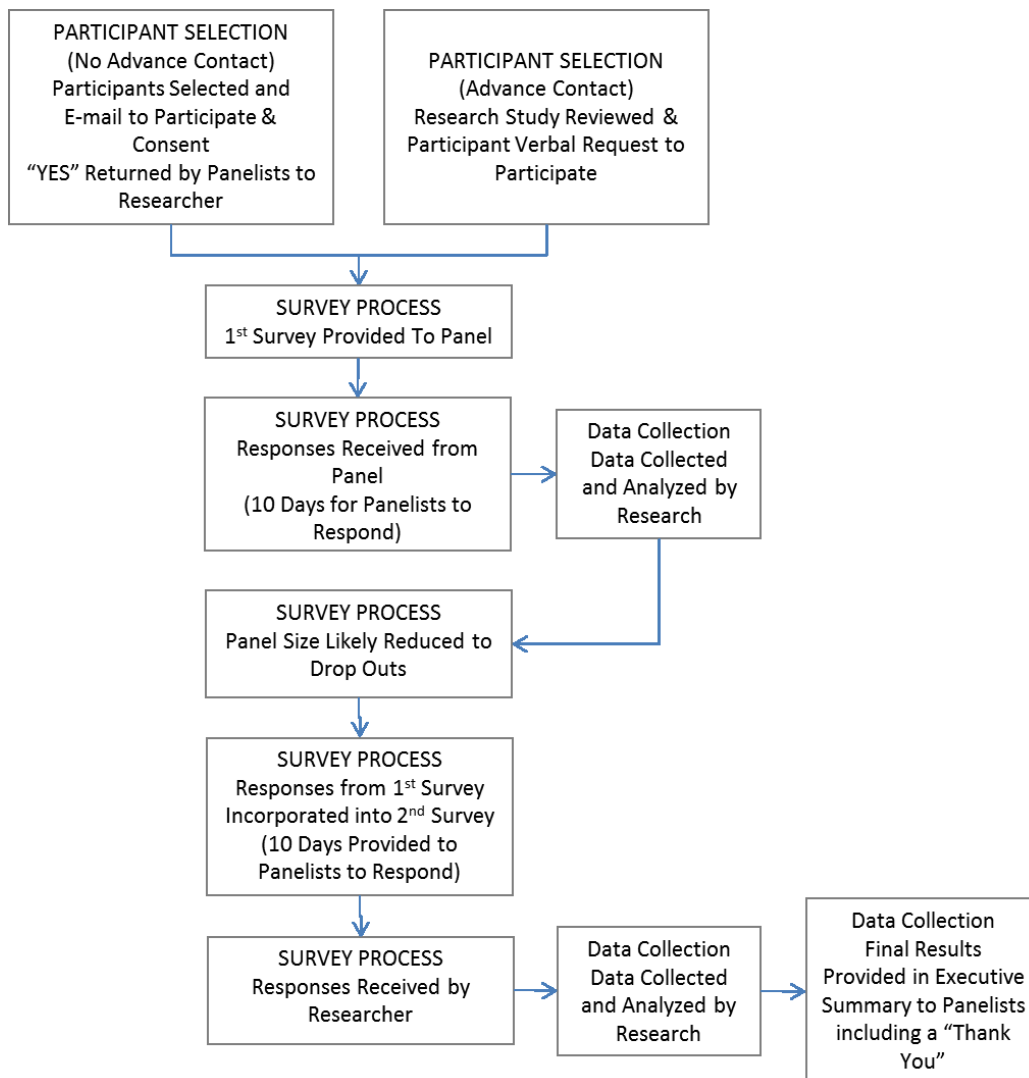 PARTICIPANT SELECTION
(No Advance Contact)
Participants Selected and
E-mail to Participate &
Consent
“YES” Returned by Panelists to
Researcher
PARTICIPANT SELECTION
(Advance Contact)
Research Study Reviewed &
Participant Verbal Request to
Participate
SURVEY PROCESS
1st Survey Provided To Panel
SURVEY PROCESS
Responses Received from
Panel
(10 Days for Panelists to
Respond)
Data Collection
Data Collected
and Analyzed by
Research
SURVEY PROCESS
Panel Size Likely Reduced to
Drop Outs
SURVEY PROCESS
Responses from 1st Survey
Incorporated into 2nd Survey
(10 Days Provided to
Panelists to Respond)
SURVEY PROCESS
Responses Received by
Researcher
Data Collection
Data Collected
and Analyzed by
Research
Data Collection
Final Results
Provided in Executive
Summary to Panelists
including a “Thank
You”